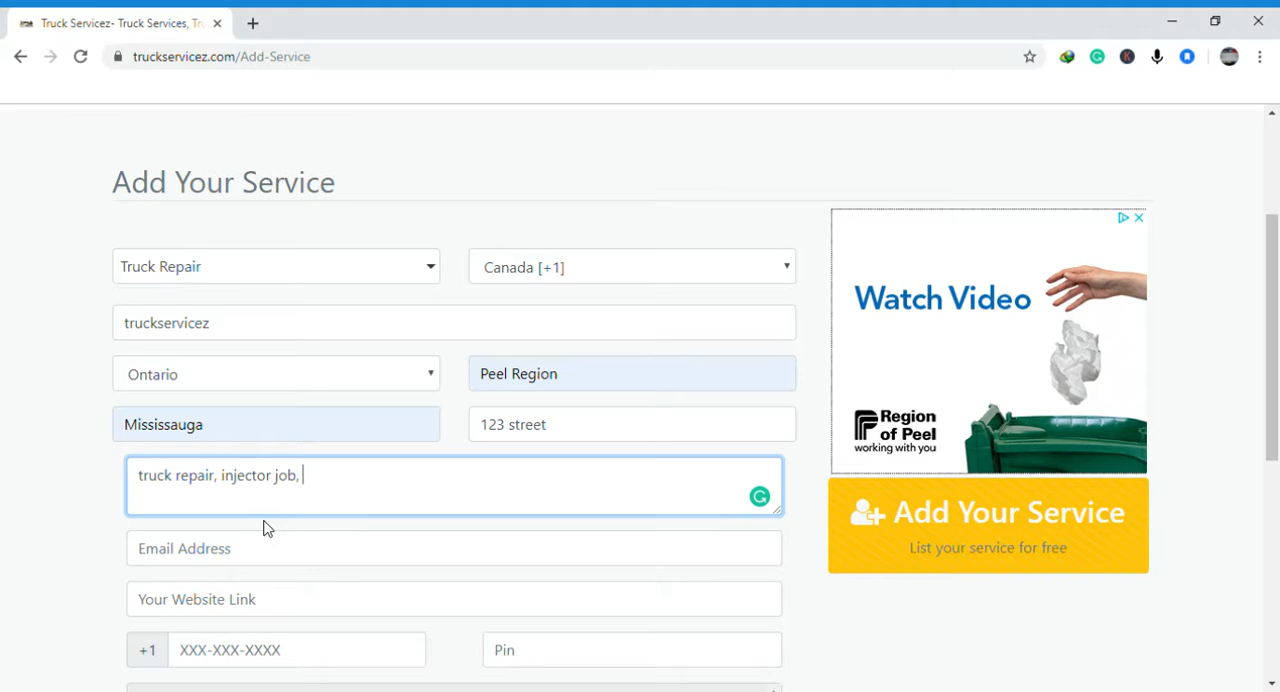 Truck Servicez- Truck Services, Tr
truckservicez.com/Add-Service
Add Your Service
Truck Repair
Canada [+1]
truckservicez
Ontario
Peel Region
Mississauga
123 street
truck repair, injector job,
Email Address
Your Website Link
+1 XXX-XXX-XXXX
Pin
Watch Video
Region
of Peel
working with you
Add Your Service
List your service for free